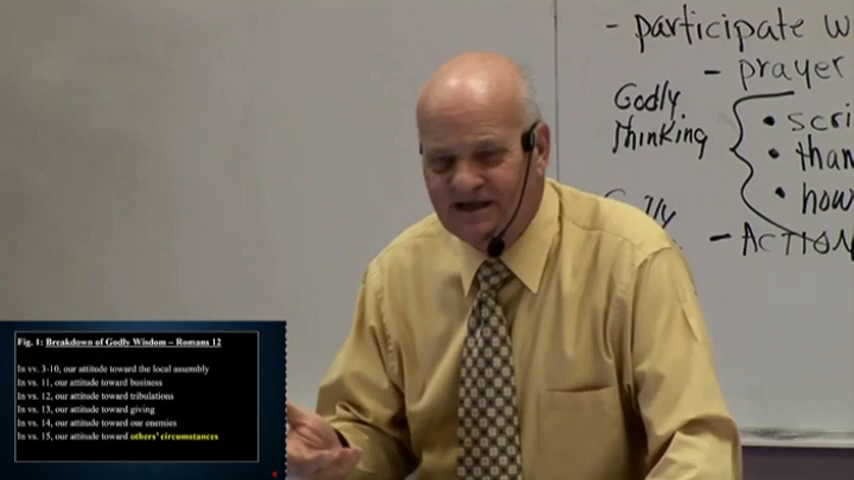 - participate w
- prayer
Godly
Thinking
• scri
• than
• how
- ACTION
Fig. 1: Breakdown of Godly Wisdom – Romans 12
In vv. 3-10, our attitude toward the local assembly
In vs. 11, our attitude toward business
In vs. 12, our attitude toward tribulations
In vs. 13, our attitude toward giving
In vs. 14, our attitude toward our enemies
In vs. 15, our attitude toward others' circumstances